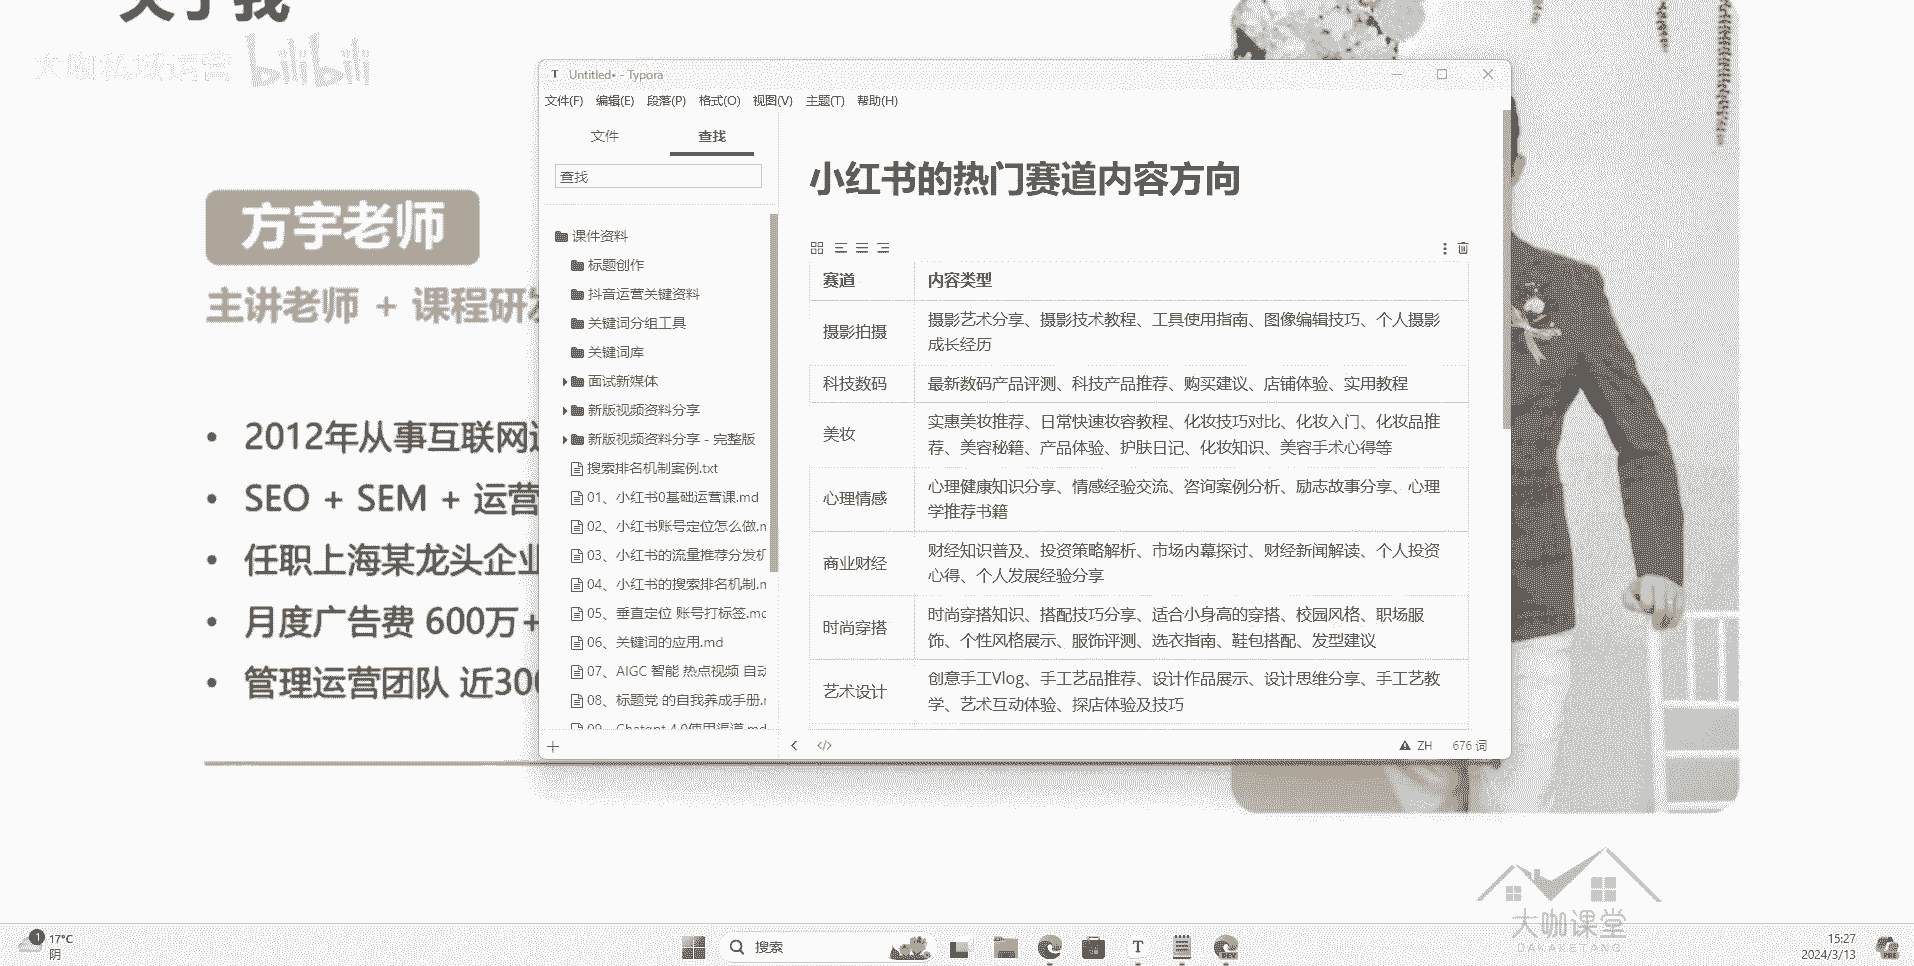 关于我
大咖私域运营 bilibili
方宇老师
主讲老师 + 课程研发
• 2012年从事互联网
• SEO + SEM + 运营
• 任职上海某龙头企业
• 月度广告费 600万+
• 管理运营团队 近300
Untitled• - Typora
文件(F) 编辑(E) 段落(P) 格式(O) 视图(V) 主题(T) 帮助(H)
文件 查找
查找
课件资料
标题创作
抖音运营关键资料
关键词分组工具
关键词库
面试新媒体
新版视频资料分享
新版视频资料分享 - 完整版
搜索排名机制案例.txt
01、小红书0基础运营课.md
02、小红书账号定位怎么做.m
03、小红书的流量推荐分发机
04、小红书的搜索排名机制.m
05、垂直定位 账号打标签.md
06、关键词的应用.md
07、AIGC 智能 热点视频 自动
08、标题党 的自我养成手册.m
09、Chatgpt 4.0使用渠道.md
小红书的热门赛道内容方向
赛道 内容类型
摄影拍摄 摄影艺术分享、摄影技术教程、工具使用指南、图像编辑技巧、个人摄影
成长经历
科技数码 最新数码产品评测、科技产品推荐、购买建议、店铺体验、实用教程
美妆 实惠美妆推荐、日常快速妆容教程、化妆技巧对比、化妆入门、化妆品推
荐、美容秘籍、产品体验、护肤日记、化妆知识、美容手术心得等
心理情感 心理健康知识分享、情感经验交流、咨询案例分析、励志故事分享、心理
学推荐书籍
商业财经 财经知识普及、投资策略解析、市场内幕探讨、财经新闻解读、个人投资
心得、个人发展经验分享
时尚穿搭 时尚穿搭知识、搭配技巧分享、适合小身高的穿搭、校园风格、职场服
饰、个性风格展示、服饰评测、选衣指南、鞋包搭配、发型建议
艺术设计 创意手工Vlog、手工艺品推荐、设计作品展示、设计思维分享、手工艺教
学、艺术互动体验、探店体验及技巧
ZH 676 词
大咖课堂
DAKAKETANG
1 17°C
阴
搜索
T
DEV
15:27
2024/3/13
PRE